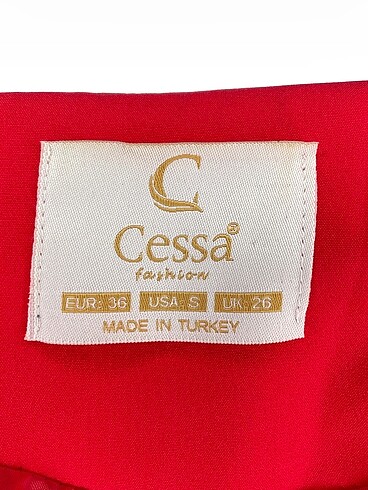 Cessa®
fashion
EUR: 36 USA: S UK: 26
MADE IN TURKEY